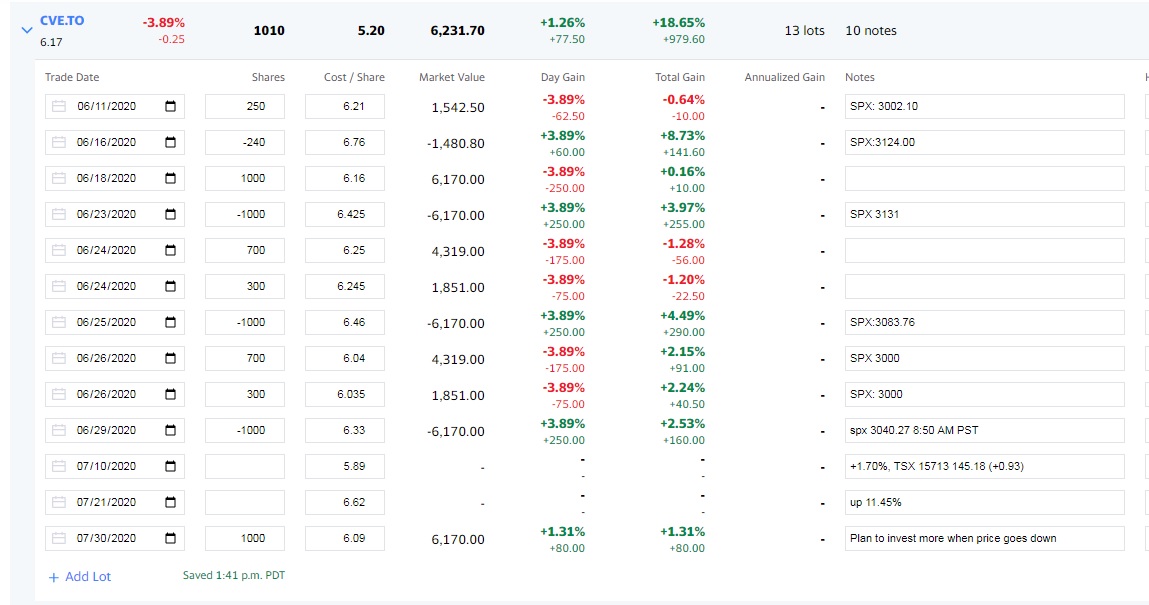 CVE.TO -3.89% 1010 5.20 6,231.70 +1.26% +18.65% 13 lots 10 notes
6.17 -0.25 +77.50 +979.60
Trade Date Shares Cost / Share Market Value Day Gain Total Gain Annualized Gain Notes
06/11/2020 250 6.21 1,542.50 -3.89% -0.64% - SPX: 3002.10
-62.50 -10.00
06/16/2020 -240 6.76 -1,480.80 +3.89% +8.73% - SPX:3124.00
+60.00 +141.60
06/18/2020 1000 6.16 6,170.00 -3.89% +0.16% -
-250.00 +10.00
06/23/2020 -1000 6.425 -6,170.00 +3.89% +3.97% - SPX 3131
+250.00 +255.00
06/24/2020 700 6.25 4,319.00 -3.89% -1.28% -
-175.00 -56.00
06/24/2020 300 6.245 1,851.00 -3.89% -1.20% -
-75.00 -22.50
06/25/2020 -1000 6.46 -6,170.00 +3.89% +4.49% - SPX:3083.76
+250.00 +290.00
06/26/2020 700 6.04 4,319.00 -3.89% +2.15% - SPX 3000
-175.00 +91.00
06/26/2020 300 6.035 1,851.00 -3.89% +2.24% - SPX: 3000
-75.00 +40.50
06/29/2020 -1000 6.33 -6,170.00 +3.89% +2.53% - spx 3040.27 8:50 AM PST
+250.00 +160.00
07/10/2020 5.89 - - - - +1.70%, TSX 15713 145.18 (+0.93)
- -
07/21/2020 6.62 - - - - up 11.45%
- -
07/30/2020 1000 6.09 6,170.00 +1.31% +1.31% - Plan to invest more when price goes down
+80.00 +80.00
+ Add Lot Saved 1:41 p.m. PDT